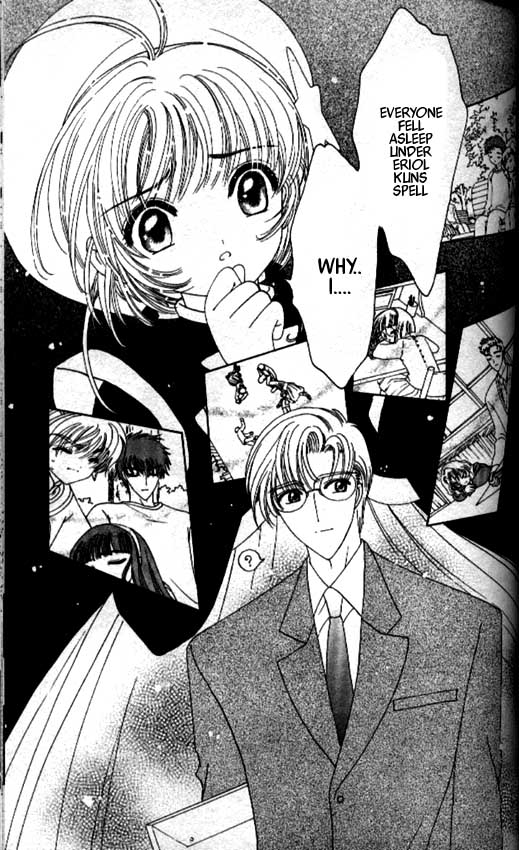 EVERYONE
FELL
ASLEEP
UNDER
ERIOL
KUNS
SPELL
WHY..
I....
?